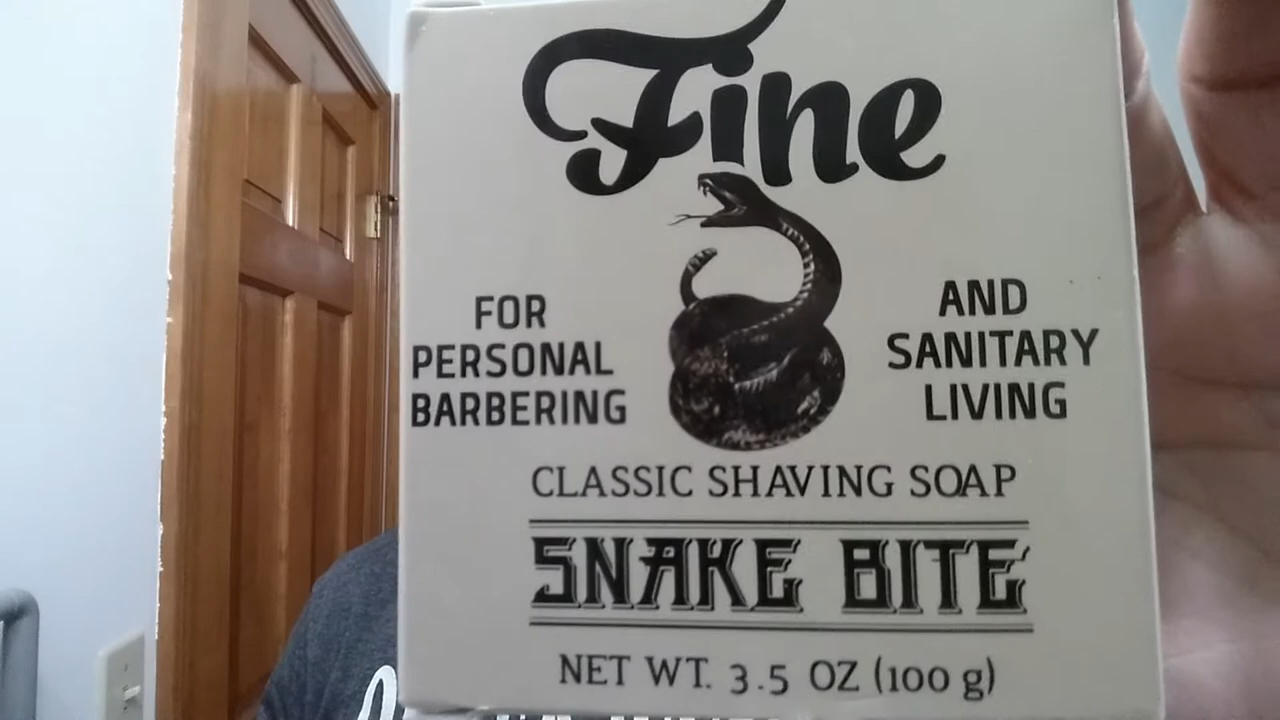 Fine
FOR
PERSONAL
BARBERING
AND
SANITARY
LIVING
CLASSIC SHAVING SOAP
SNAKE BITE
NET WT. 3.5 OZ (100 g)